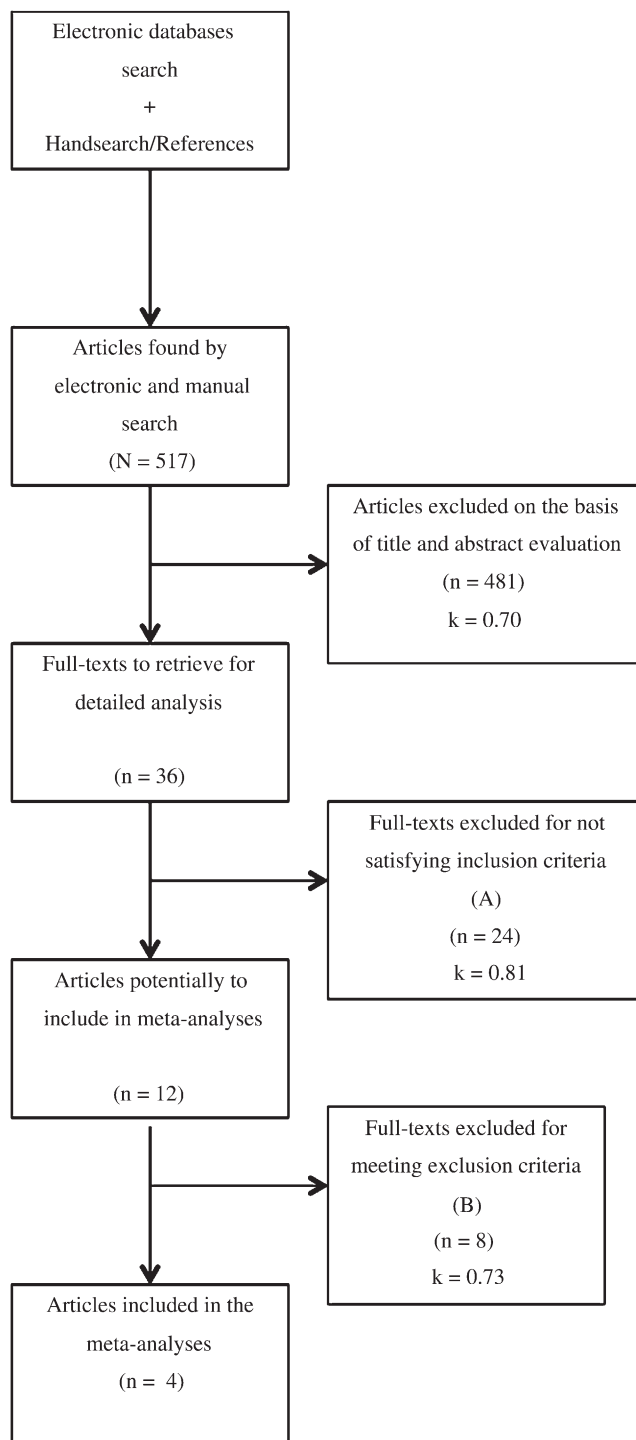 Electronic databases
search
+
Handsearch/References
Articles found by
electronic and manual
search
(N = 517)
Articles excluded on the basis
of title and abstract evaluation
(n = 481)
k = 0.70
Full-texts to retrieve for
detailed analysis
(n = 36)
Full-texts excluded for not
satisfying inclusion criteria
(A)
(n = 24)
k = 0.81
Articles potentially to
include in meta-analyses
(n = 12)
Full-texts excluded for
meeting exclusion criteria
(B)
(n = 8)
k = 0.73
Articles included in the
meta-analyses
(n = 4)